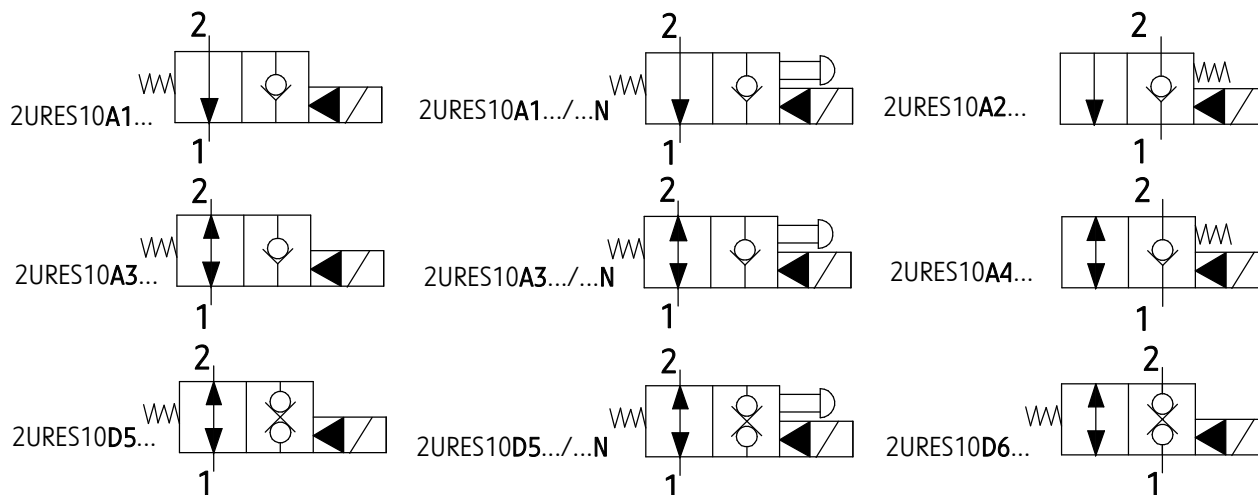 2 2 2
2URES10A1... 2URES10A1.../...N 2URES10A2...
1 1 1
2 2 2
2URES10A3... 2URES10A3.../...N 2URES10A4...
1 1 1
2 2 2
2URES10D5... 2URES10D5.../...N 2URES10D6...
1 1 1